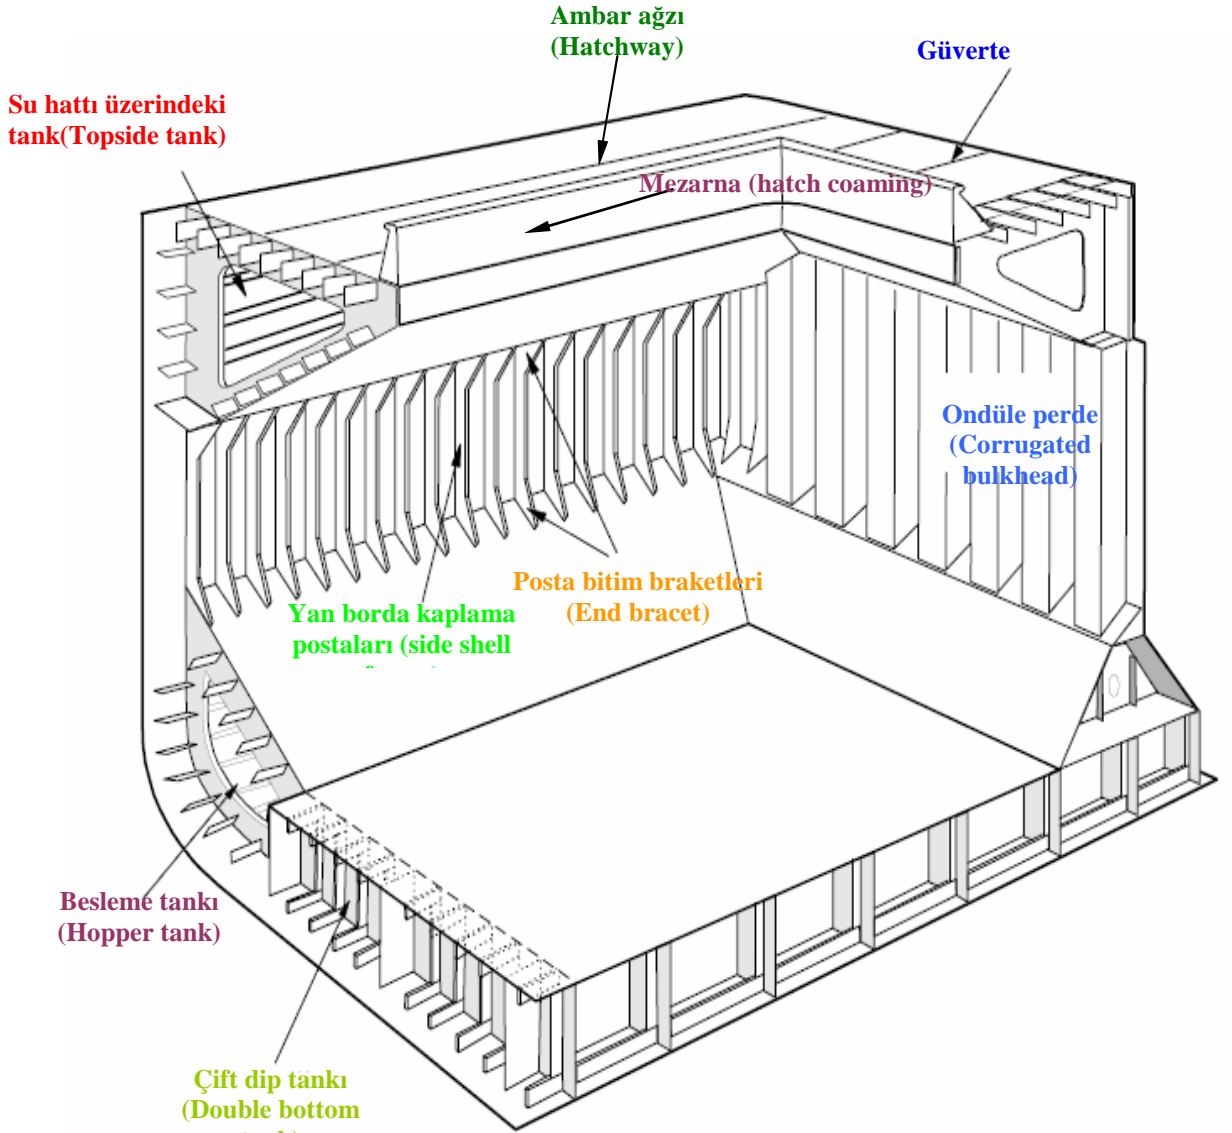 Ambar ağzı
(Hatchway)
Güverte
Su hattı üzerindeki
tank(Topside tank)
Mezarna (hatch coaming)
Ondüle perde
(Corrugated
bulkhead)
Posta bitim braketleri
(End bracet)
Yan borda kaplama
postaları (side shell
Besleme tankı
(Hopper tank)
Çift dip tankı
(Double bottom